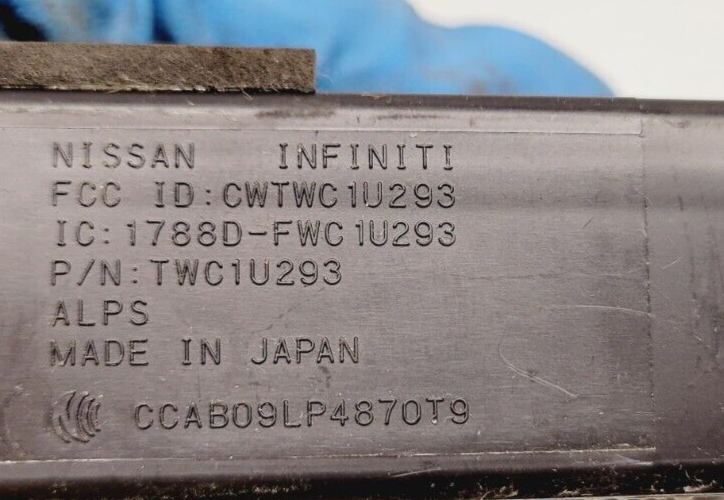 NISSAN INFINITI
FCC ID:CWTWC1U293
IC:1788D-FWC1U293
P/N:TWC1U293
ALPS
MADE IN JAPAN
CCAB09LP4870T9